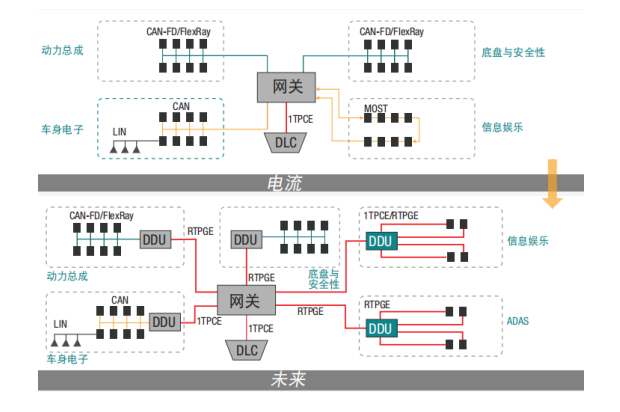 CAN-FD/FlexRay
CAN-FD/FlexRay
动力总成
底盘与安全性
网关
CAN
MOST
1TPCE
车身电子
LIN
信息娱乐
DLC
电流
CAN-FD/FlexRay
1TPCE/RTPGE
RTPGE
DDU
DDU
DDU
信息娱乐
RTPGE
动力总成
底盘与
安全性
网关
CAN
RTPGE
RTPGE
LIN
DDU
1TPCE
DDU
ADAS
1TPCE
车身电子
DLC
未来